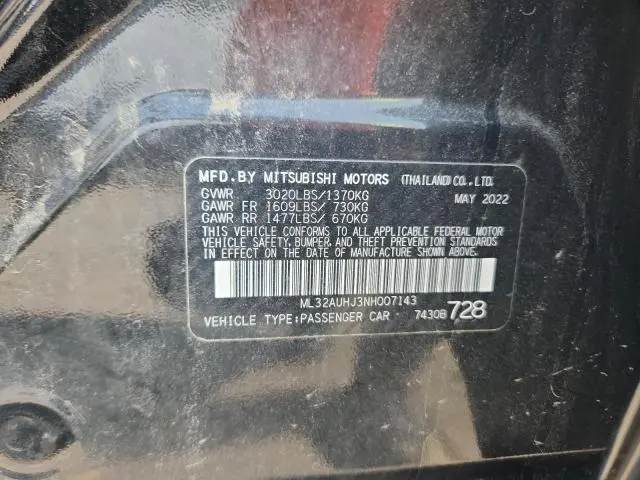 MFD. BY MITSUBISHI MOTORS (THAILAND) CO., LTD.
GVWR 3020LBS/1370KG MAY 2022
GAWR FR 1609LBS/ 730KG
GAWR RR 1477LBS/ 670KG
THIS VEHICLE CONFORMS TO ALL APPLICABLE FEDERAL MOTOR
VEHICLE SAFETY, BUMPER, AND THEFT PREVENTION STANDARDS
IN EFFECT ON THE DATE OF MANUFACTURE SHOWN ABOVE.
ML32AUHJ3NH007143
VEHICLE TYPE:PASSENGER CAR 7430B 728